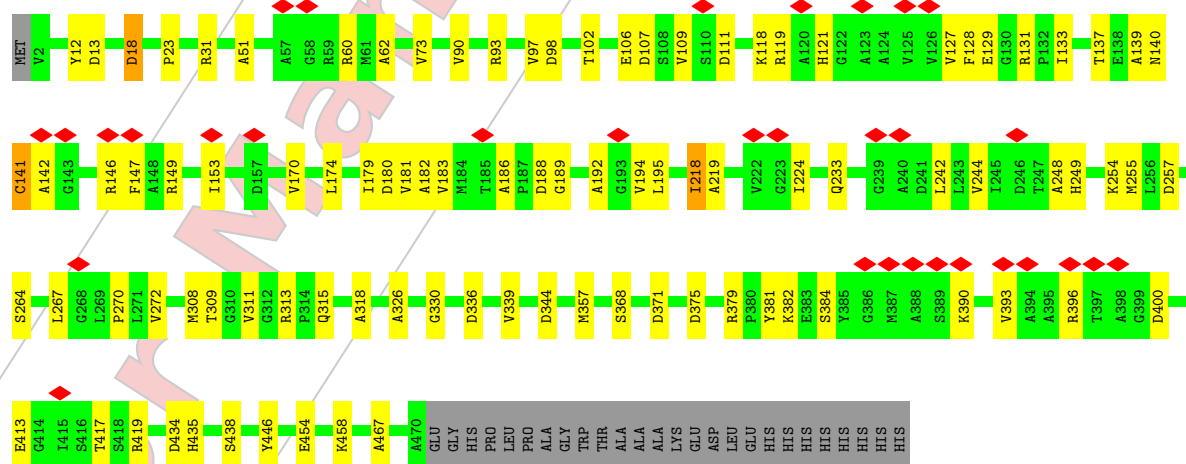 MET V2 Y12 D13 D18 P23 R31 A51 A57 G58 R59 R60 M61 A62 V73 V90 R93 V97 D98 T102 E106 D107 S108 V109 S110 D111 K118 R119 A120 H121 G122 A123 A124 V125 V126 V127 F128 E129 G130 R131 P132 I133 T137 E138 A139 N140
C141 A142 G143 R146 F147 A148 R149 I153 D157 V170 L174 I179 D180 V181 A182 V183 M184 T185 A186 P187 D188 G189 A192 G193 V194 L195 I218 A219 V222 G223 I224 Q233 G239 A240 D241 L242 L243 V244 I245 D246 T247 A248 H249 K254 M255 L256 D257
S264 L267 G268 L269 P270 L271 V272 M308 T309 G310 V311 G312 R313 P314 Q315 A318 A326 G330 D336 V339 D344 M357 S368 D371 D375 R379 P380 Y381 K382 E383 S384 Y385 G386 M387 A388 S389 K390 V393 A394 A395 R396 T397 A398 G399 D400
E413 G414 I415 S416 T417 S418 R419 D434 H435 S438 Y446 E454 K458 A467 A470 GLU GLY HIS PRO LEU PRO ALA GLY TRP THR ALA ALA ALA LYS GLU ASP LEU GLU HIS HIS HIS HIS HIS HIS HIS HIS